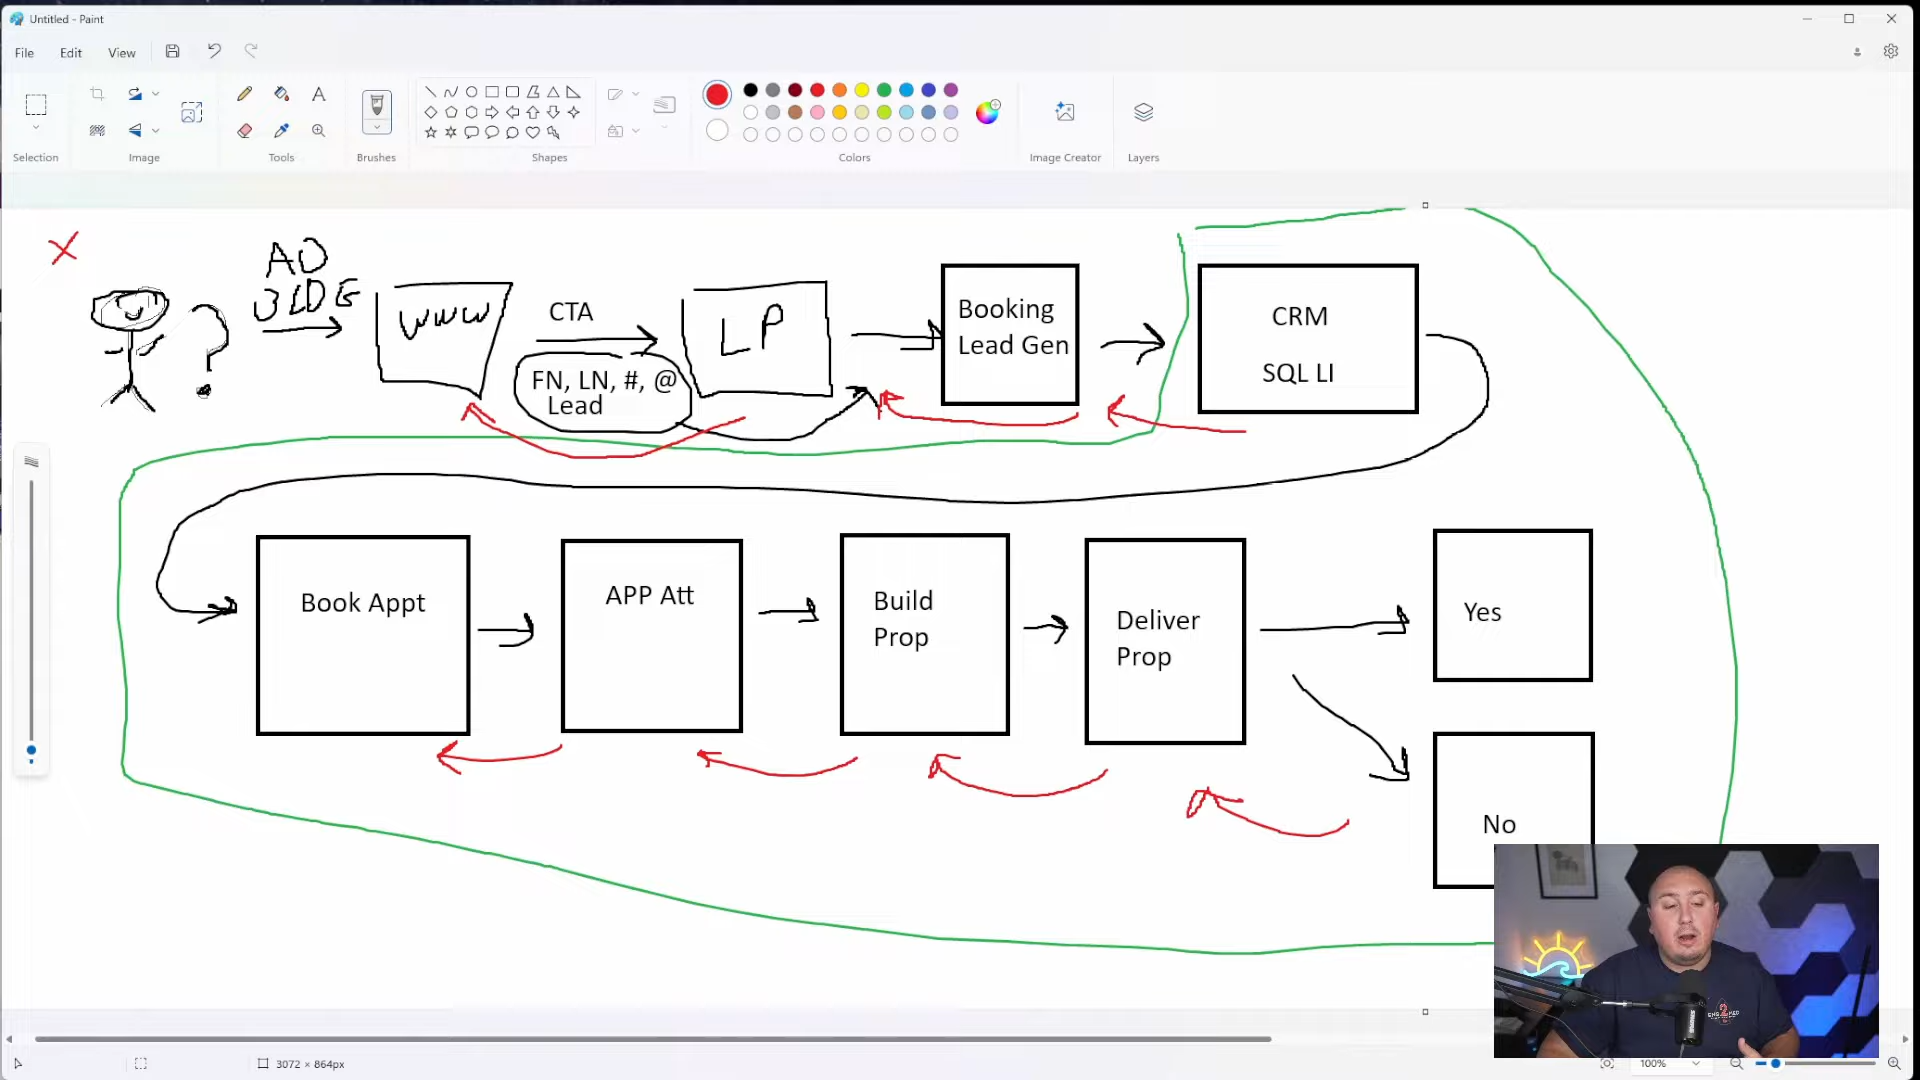 Untitled - Paint
File Edit View
Selection
Image
Tools
Brushes
Shapes
Colors
Image Creator
Layers
AD
BLDG
WWW
CTA
FN, LN, #, @
Lead
LP
Booking
Lead Gen
CRM
SQL LI
Book Appt
APP Att
Build
Prop
Deliver
Prop
Yes
No
3072 × 864px
100%